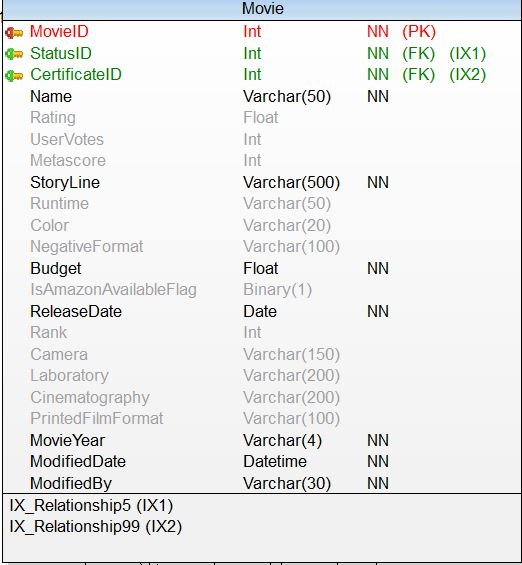 Movie
MovieID Int NN (PK)
StatusID Int NN (FK) (IX1)
CertificateID Int NN (FK) (IX2)
Name Varchar(50) NN
Rating Float
UserVotes Int
Metascore Int
StoryLine Varchar(500) NN
Runtime Varchar(50)
Color Varchar(20)
NegativeFormat Varchar(100)
Budget Float NN
IsAmazonAvailableFlag Binary(1)
ReleaseDate Date NN
Rank Int
Camera Varchar(150)
Laboratory Varchar(200)
Cinematography Varchar(200)
PrintedFilmFormat Varchar(100)
MovieYear Varchar(4) NN
ModifiedDate Datetime NN
ModifiedBy Varchar(30) NN
IX_Relationship5 (IX1)
IX_Relationship99 (IX2)